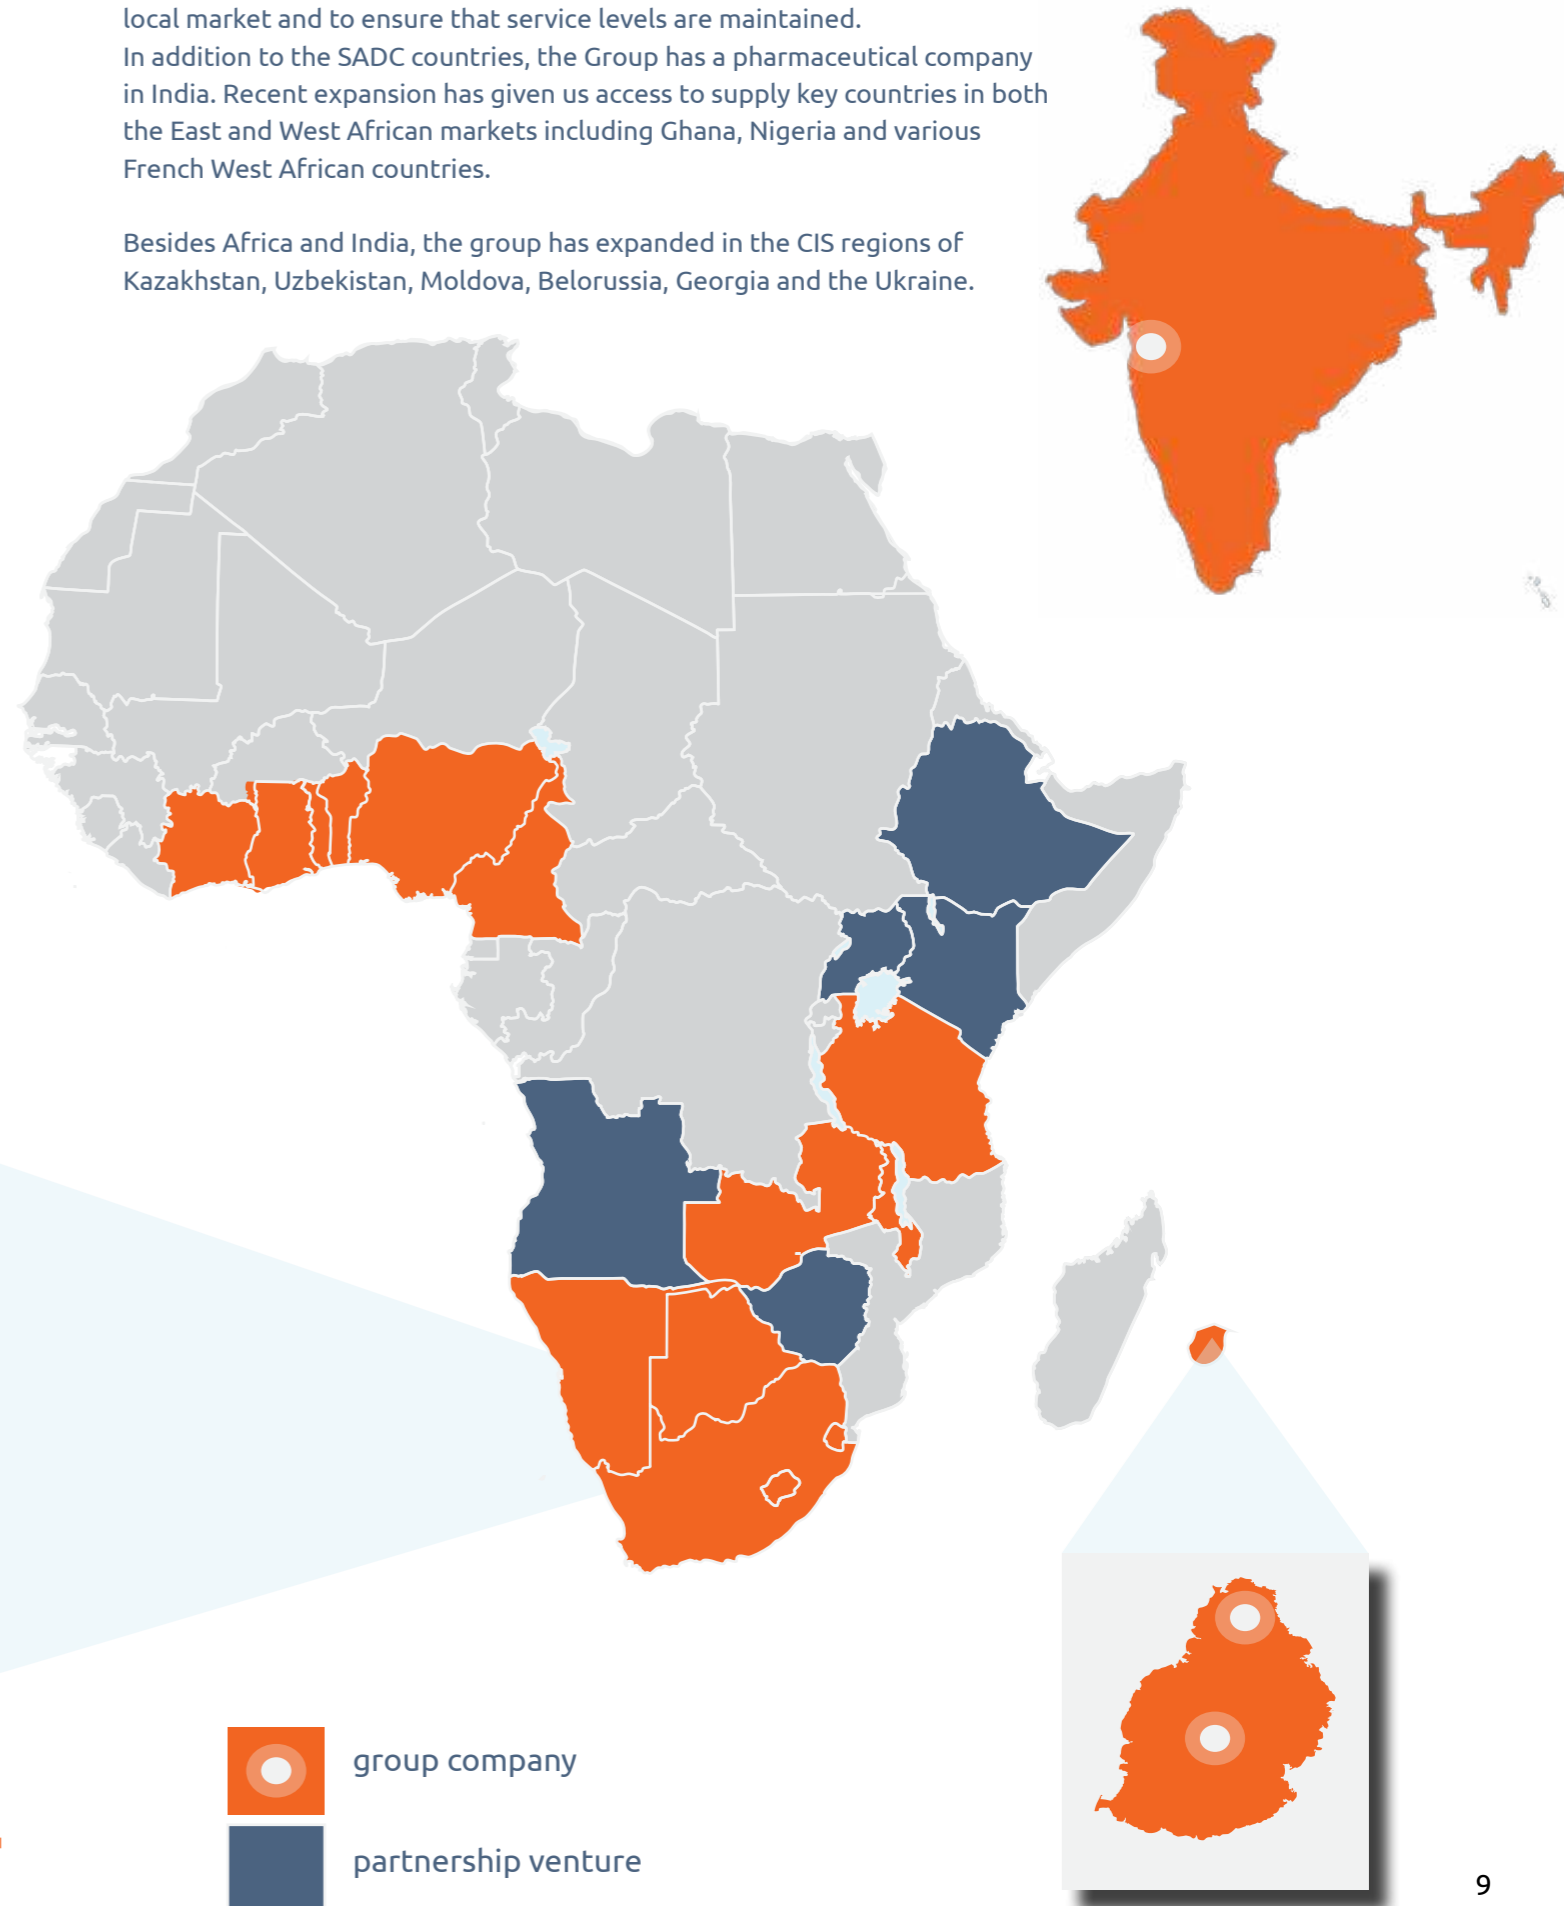 local market and to ensure that service levels are maintained.
In addition to the SADC countries, the Group has a pharmaceutical company
in India. Recent expansion has given us access to supply key countries in both
the East and West African markets including Ghana, Nigeria and various
French West African countries.
Besides Africa and India, the group has expanded in the CIS regions of
Kazakhstan, Uzbekistan, Moldova, Belorussia, Georgia and the Ukraine.
group company
partnership venture
9